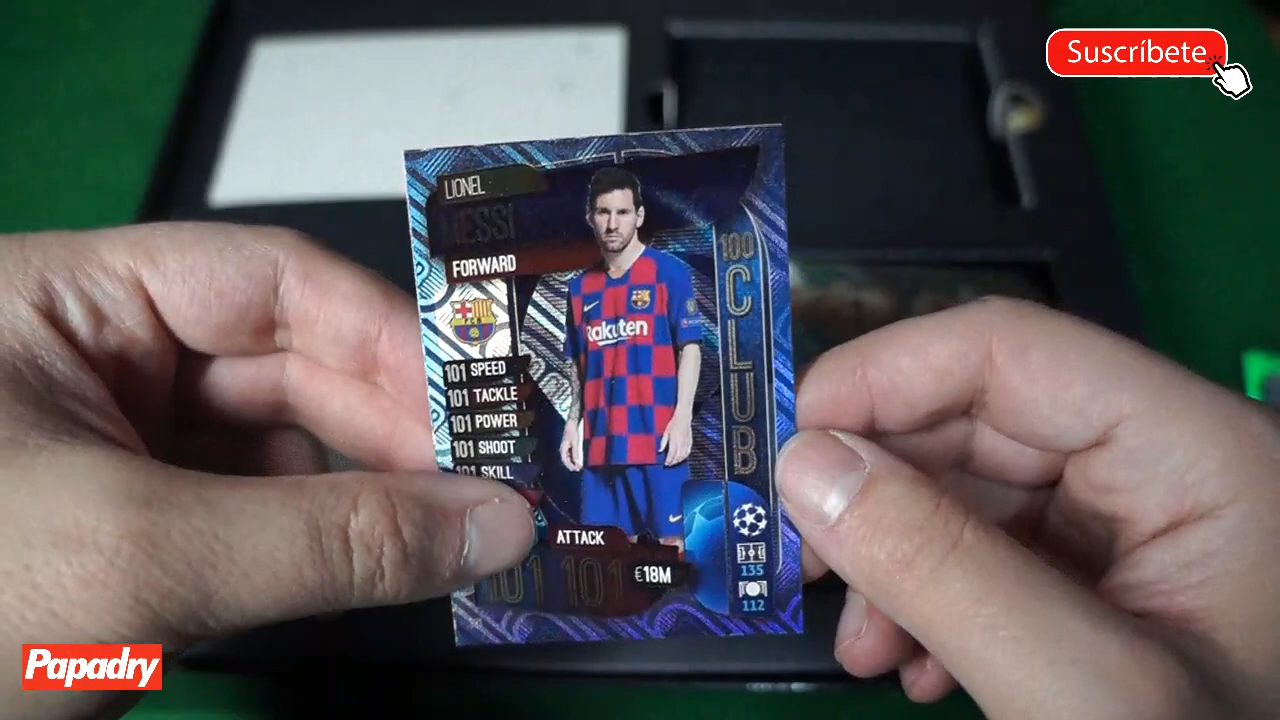 Suscríbete
LIONEL
MESSI
FORWARD
100
CLUB
FCB
Rakuten
101 SPEED
101 TACKLE
101 POWER
101 SHOOT
101 SKILL
ATTACK
101 101
€18M
135
112
Papadry